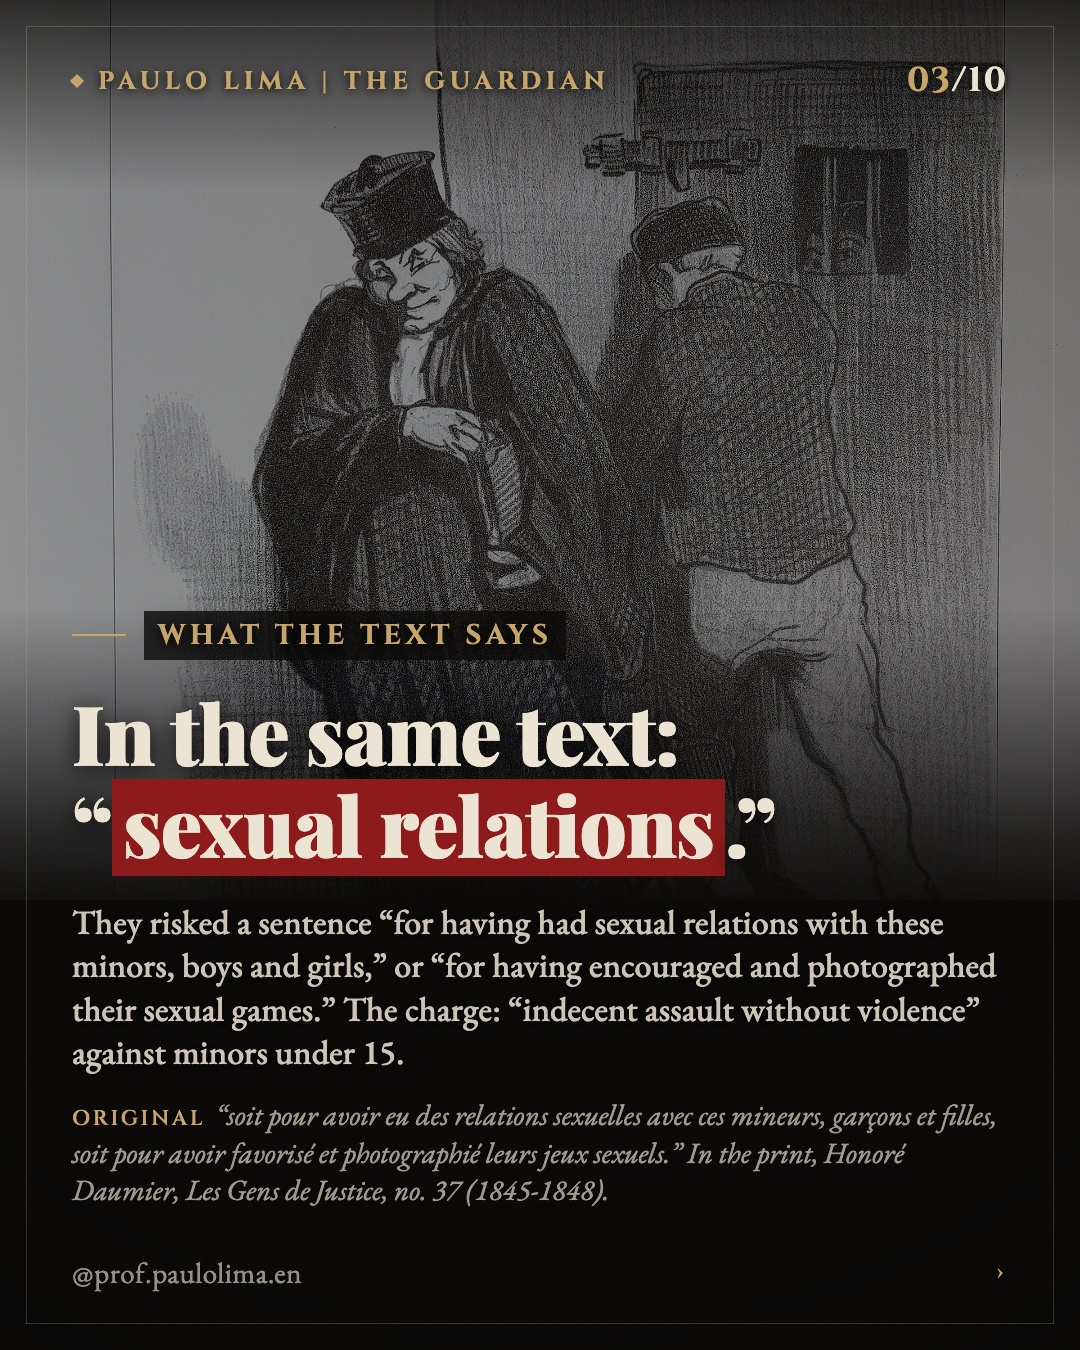 ◆ PAULO LIMA | THE GUARDIAN
03/10
WHAT THE TEXT SAYS
In the same text:
“sexual relations.”
They risked a sentence “for having had sexual relations with these
minors, boys and girls,” or “for having encouraged and photographed
their sexual games.” The charge: “indecent assault without violence”
against minors under 15.
ORIGINAL “soit pour avoir eu des relations sexuelles avec ces mineurs, garçons et filles,
soit pour avoir favorisé et photographié leurs jeux sexuels.” In the print, Honoré
Daumier, Les Gens de Justice, no. 37 (1845-1848).
@prof.paulolima.en
›